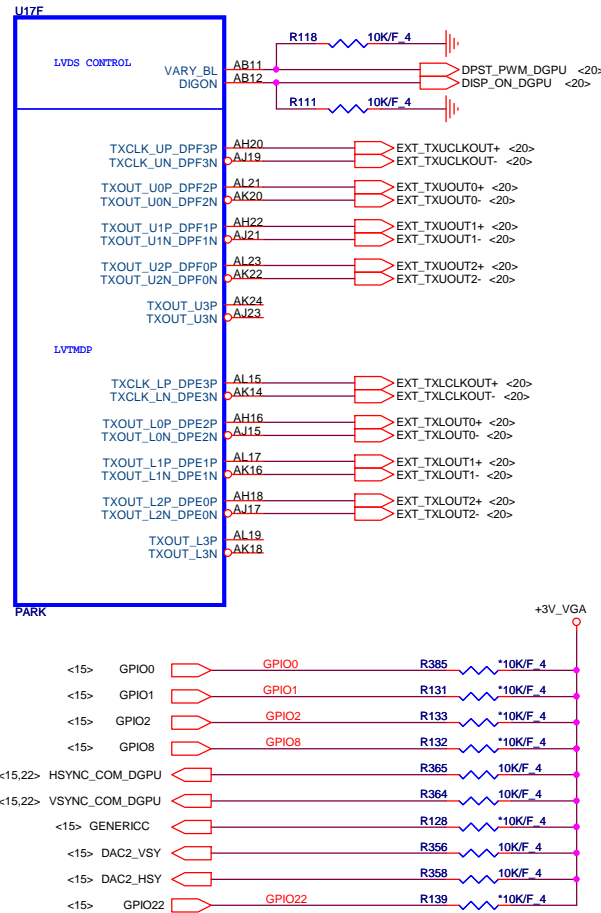 U17F
LVDS CONTROL
VARY_BL AB11 R118 10K/F_4 DPST_PWM_DGPU <20>
DIGON AB12 R111 10K/F_4 DISP_ON_DGPU <20>
TXCLK_UP_DPF3P AH20 EXT_TXUCLKOUT+ <20>
TXCLK_UN_DPF3N AJ19 EXT_TXUCLKOUT- <20>
TXOUT_U0P_DPF2P AL21 EXT_TXUOUT0+ <20>
TXOUT_U0N_DPF2N AK20 EXT_TXUOUT0- <20>
TXOUT_U1P_DPF1P AH22 EXT_TXUOUT1+ <20>
TXOUT_U1N_DPF1N AJ21 EXT_TXUOUT1- <20>
TXOUT_U2P_DPF0P AL23 EXT_TXUOUT2+ <20>
TXOUT_U2N_DPF0N AK22 EXT_TXUOUT2- <20>
TXOUT_U3P AK24
TXOUT_U3N AJ23
LVTMDP
TXCLK_LP_DPE3P AL15 EXT_TXLCLKOUT+ <20>
TXCLK_LN_DPE3N AK14 EXT_TXLCLKOUT- <20>
TXOUT_L0P_DPE2P AH16 EXT_TXLOUT0+ <20>
TXOUT_L0N_DPE2N AJ15 EXT_TXLOUT0- <20>
TXOUT_L1P_DPE1P AL17 EXT_TXLOUT1+ <20>
TXOUT_L1N_DPE1N AK16 EXT_TXLOUT1- <20>
TXOUT_L2P_DPE0P AH18 EXT_TXLOUT2+ <20>
TXOUT_L2N_DPE0N AJ17 EXT_TXLOUT2- <20>
TXOUT_L3P AL19
TXOUT_L3N AK18
PARK
+3V_VGA
<15> GPIO0 GPIO0 R385 *10K/F_4
<15> GPIO1 GPIO1 R131 *10K/F_4
<15> GPIO2 GPIO2 R133 *10K/F_4
<15> GPIO8 GPIO8 R132 *10K/F_4
<15,22> HSYNC_COM_DGPU R365 10K/F_4
<15,22> VSYNC_COM_DGPU R364 10K/F_4
<15> GENERICC R128 *10K/F_4
<15> DAC2_VSY R356 10K/F_4
<15> DAC2_HSY R358 10K/F_4
<15> GPIO22 GPIO22 R139 *10K/F_4